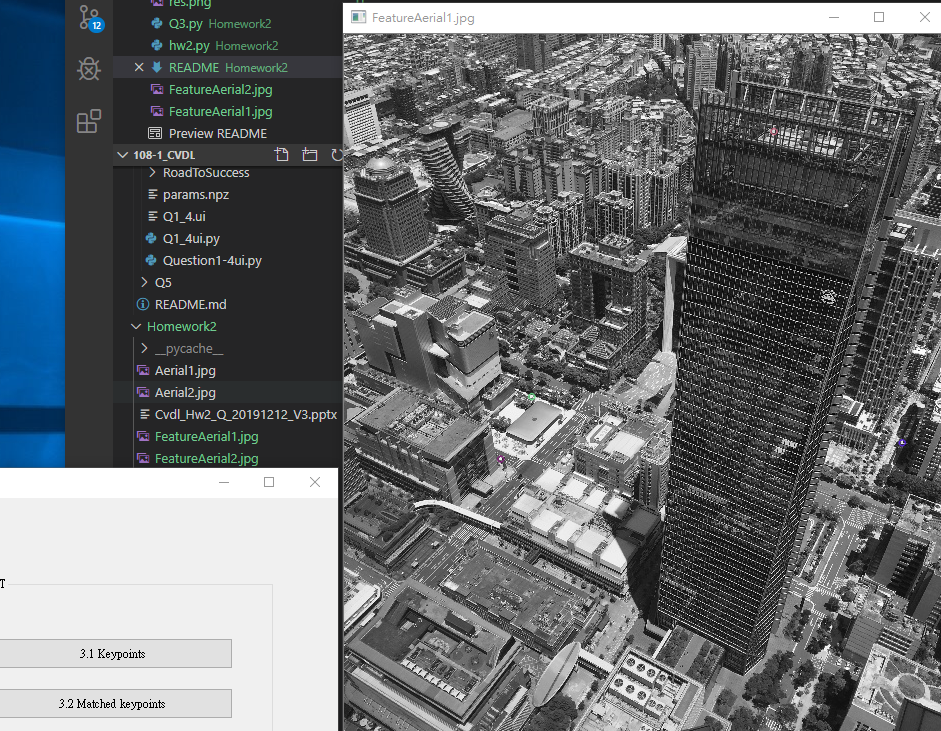 res.png
Q3.py Homework2
12
hw2.py Homework2
README Homework2
FeatureAerial2.jpg
FeatureAerial1.jpg
Preview README
108-1_CVDL
RoadToSuccess
params.npz
Q1_4.ui
Q1_4ui.py
Question1-4ui.py
Q5
README.md
Homework2
__pycache__
Aerial1.jpg
Aerial2.jpg
Cvdl_Hw2_Q_20191212_V3.pptx
FeatureAerial1.jpg
FeatureAerial2.jpg
T
3.1 Keypoints
3.2 Matched keypoints
FeatureAerial1.jpg